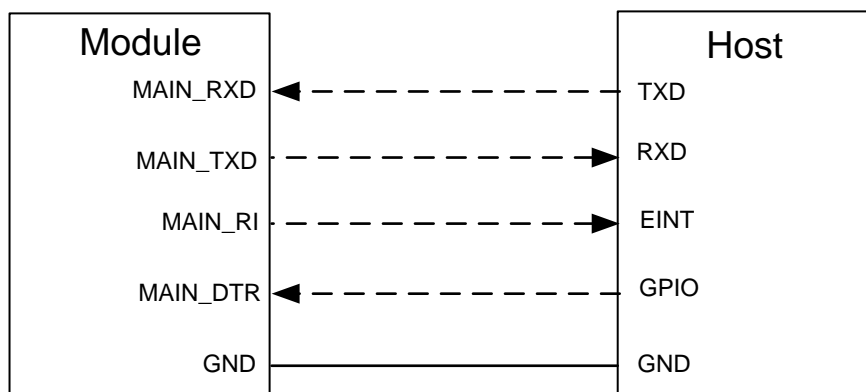 Module
Host
MAIN_RXD
TXD
MAIN_TXD
RXD
MAIN_RI
EINT
MAIN_DTR
GPIO
GND
GND